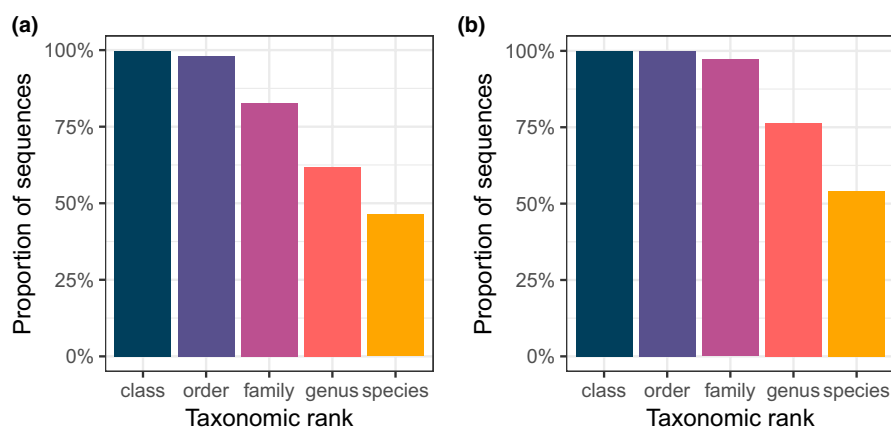 (a)
Proportion of sequences
100%
75%
50%
25%
0%
class order family genus species
Taxonomic rank
(b)
Proportion of sequences
100%
75%
50%
25%
0%
class order family genus species
Taxonomic rank